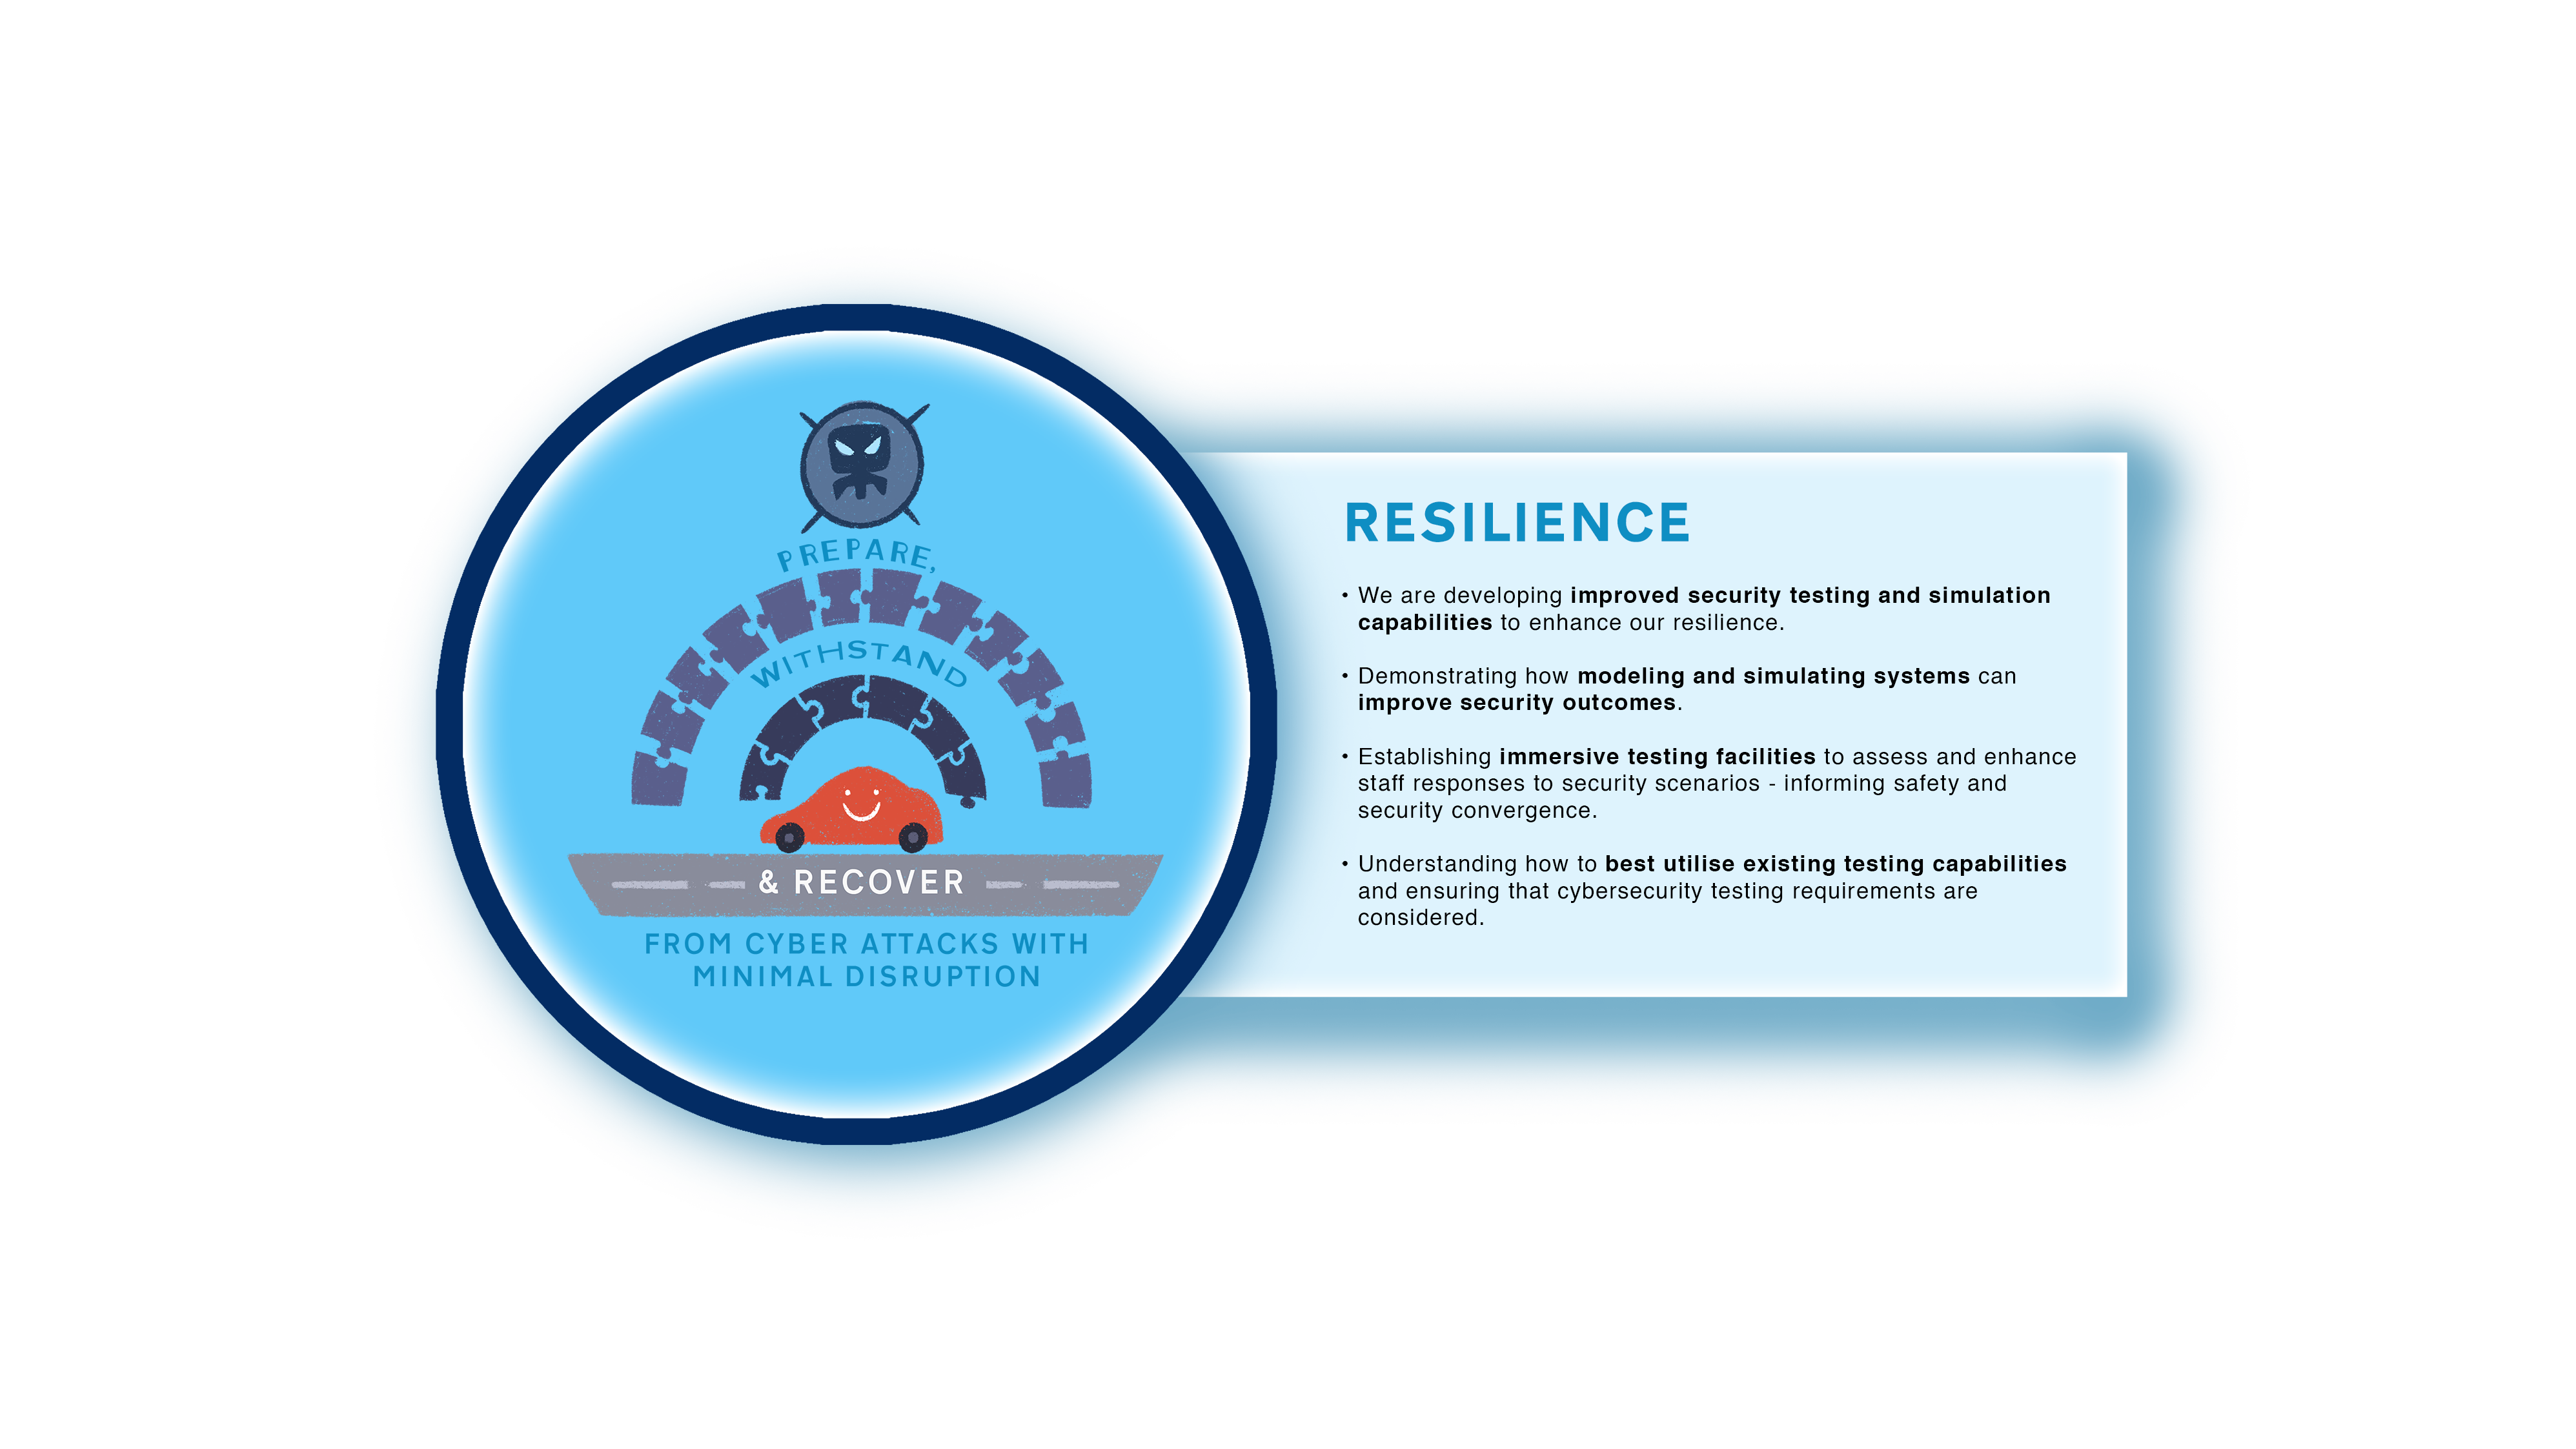 PREPARE,
WITHSTAND
& RECOVER
FROM CYBER ATTACKS WITH
MINIMAL DISRUPTION
RESILIENCE
• We are developing improved security testing and simulation
capabilities to enhance our resilience.
• Demonstrating how modeling and simulating systems can
improve security outcomes.
• Establishing immersive testing facilities to assess and enhance
staff responses to security scenarios - informing safety and
security convergence.
• Understanding how to best utilise existing testing capabilities
and ensuring that cybersecurity testing requirements are
considered.